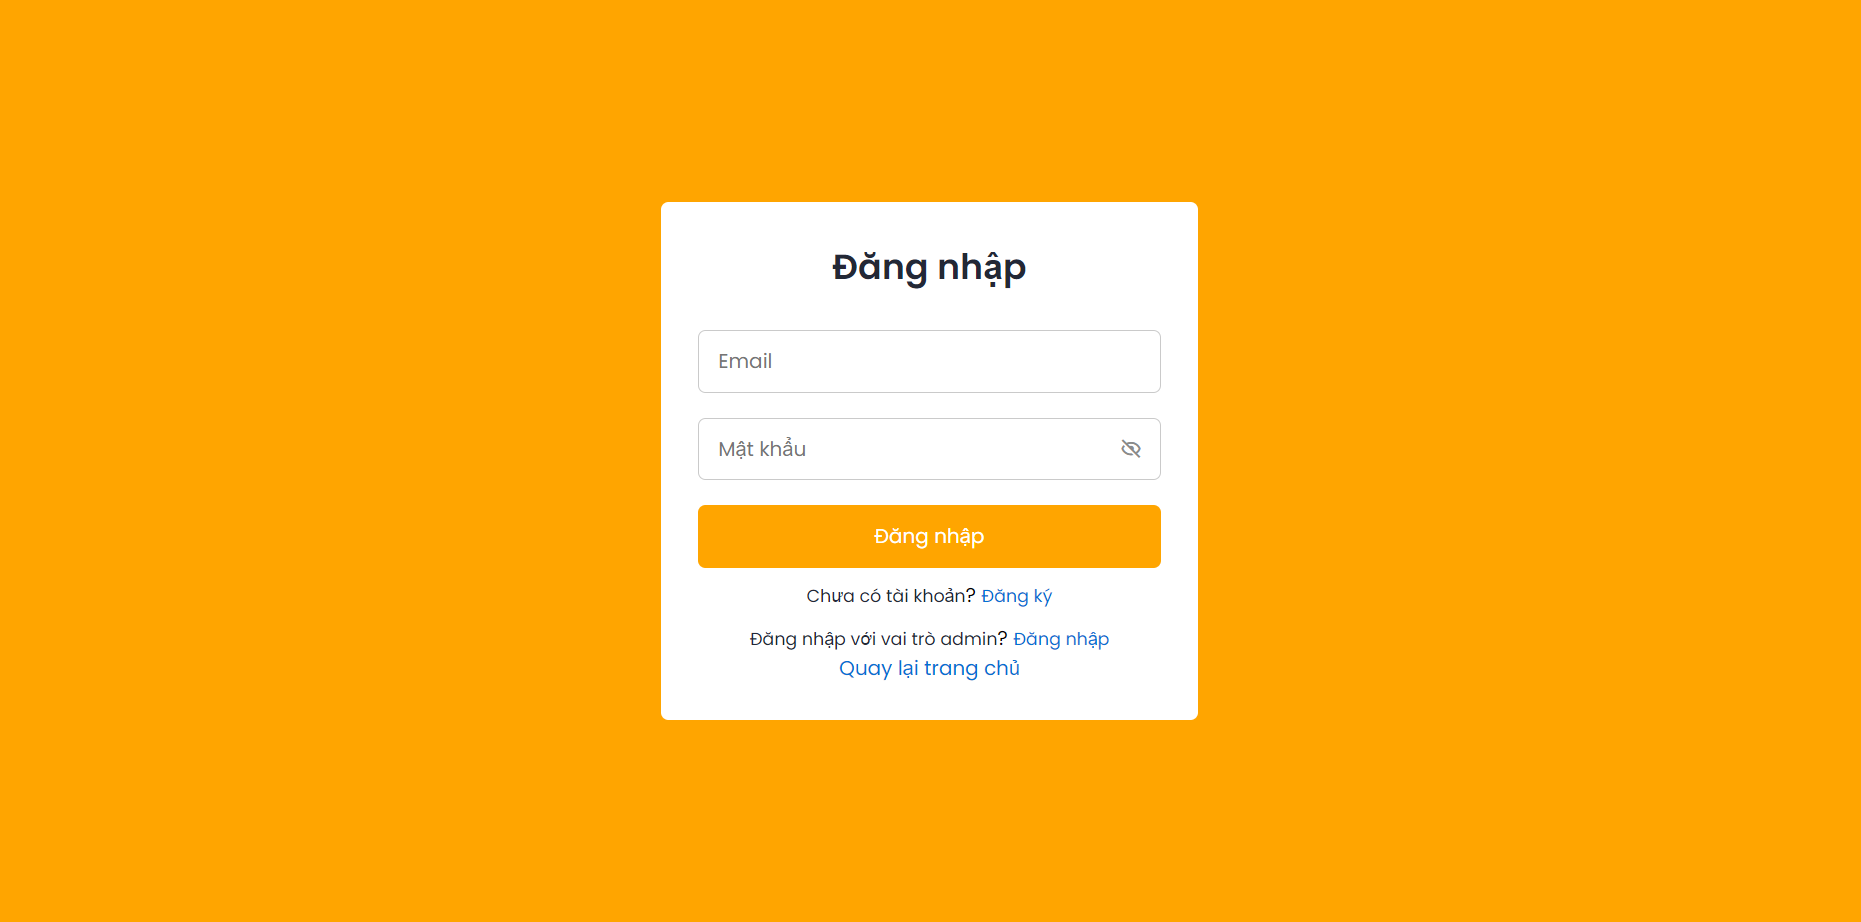 Đăng nhập
Email
Mật khẩu
Đăng nhập
Chưa có tài khoản? Đăng ký
Đăng nhập với vai trò admin? Đăng nhập
Quay lại trang chủ